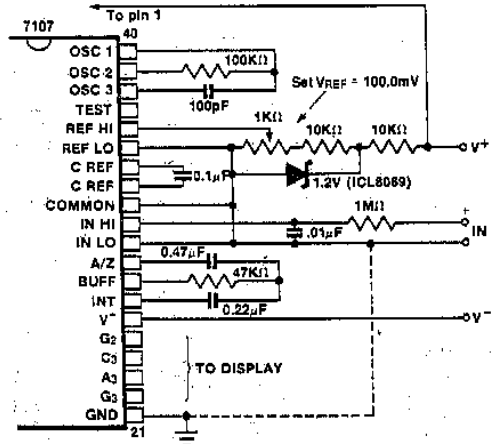 To pin 1
7107
40
OSC 1
100KΩ
OSC 2
OSC 3
100pF
Set VREF = 100.0mV
TEST
1KΩ
REF HI
10KΩ
10KΩ
REF LO
V+
C REF
0.1µF
1.2V (ICL8069)
C REF
COMMON
1MΩ
+
IN HI
.01µF
IN
IN LO
-
0.47µF
A/Z
47KΩ
BUFF
INT
0.22µF
V-
V-
G2
C3
TO DISPLAY
A3
G3
GND
21